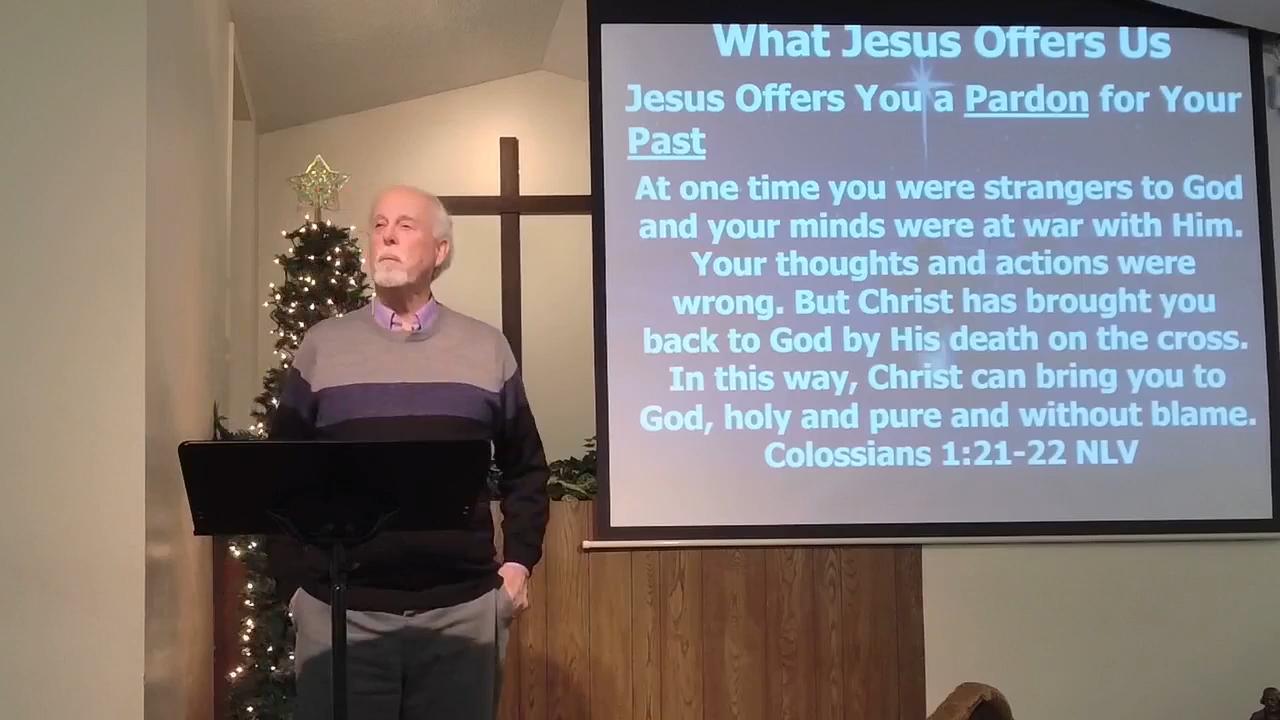 What Jesus Offers Us
Jesus Offers You a Pardon for Your
Past
At one time you were strangers to God
and your minds were at war with Him.
Your thoughts and actions were
wrong. But Christ has brought you
back to God by His death on the cross.
In this way, Christ can bring you to
God, holy and pure and without blame.
Colossians 1:21-22 NLV